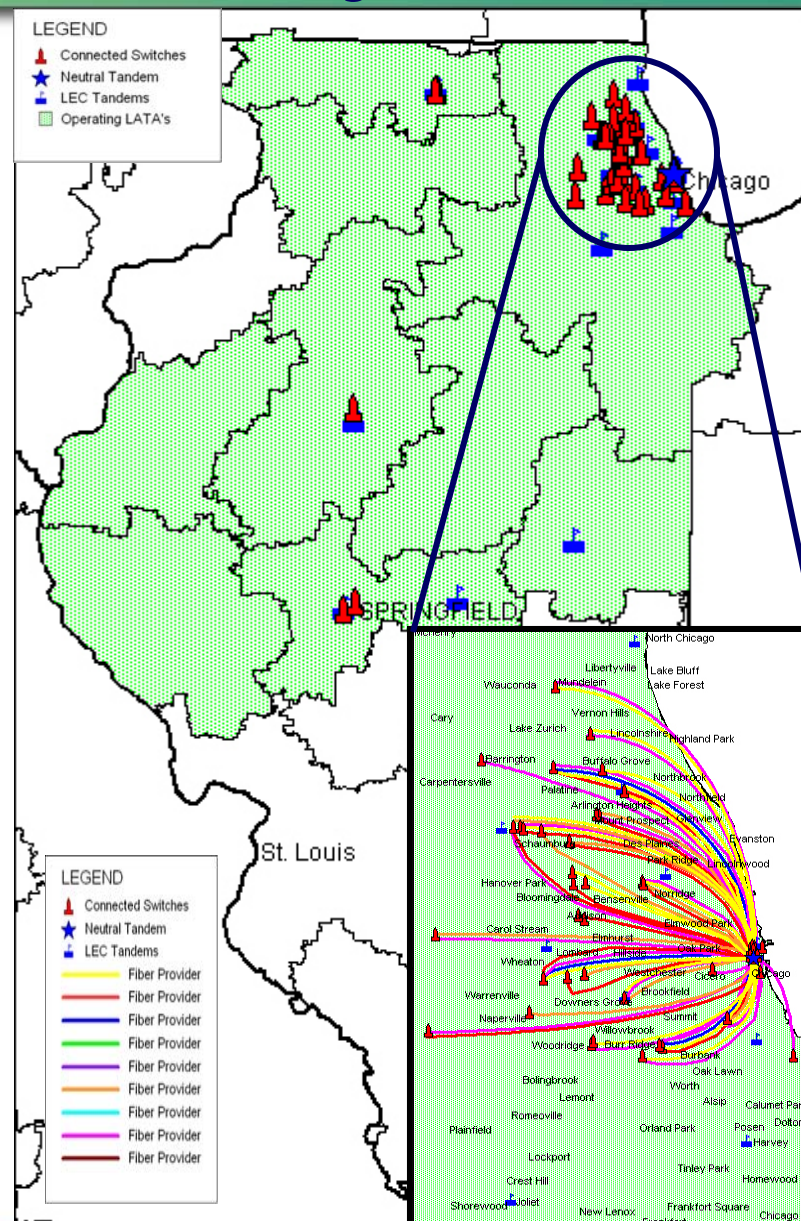 LEGEND
Connected Switches
Neutral Tandem
LEC Tandems
Operating LATA's
Chicago
SPRINGFIELD
St. Louis
LEGEND
Connected Switches
Neutral Tandem
LEC Tandems
Fiber Provider
Fiber Provider
Fiber Provider
Fiber Provider
Fiber Provider
Fiber Provider
Fiber Provider
Fiber Provider
Fiber Provider
North Chicago
Libertyville
Lake Bluff
Wauconda
Mundelein
Lake Forest
Cary
Vernon Hills
Lake Zurich
Lincolnshire
Highland Park
Barrington
Buffalo Grove
Carpentersville
Palatine
Northbrook
Northfield
Arlington Heights
Mount Prospect
Glenview
Evanston
Schaumburg
Des Plaines
Park Ridge
Lincolnwood
Hanover Park
Norridge
Bloomingdale
Bensenville
Addison
Elmwood Park
Carol Stream
Elmhurst
Oak Park
Lombard
Hillside
Wheaton
Westchester
Cicero
Chicago
Warrenville
Downers Grove
Brookfield
Naperville
Summit
Willowbrook
Woodridge
Burr Ridge
Burbank
Oak Lawn
Bolingbrook
Worth
Lemont
Alsip
Calumet Par
Romeoville
Plainfield
Orland Park
Posen
Dolto
Harvey
Lockport
Tinley Park
Crest Hill
Homewood
Shorewood
Joliet
New Lenox
Frankfort Square
Chicago